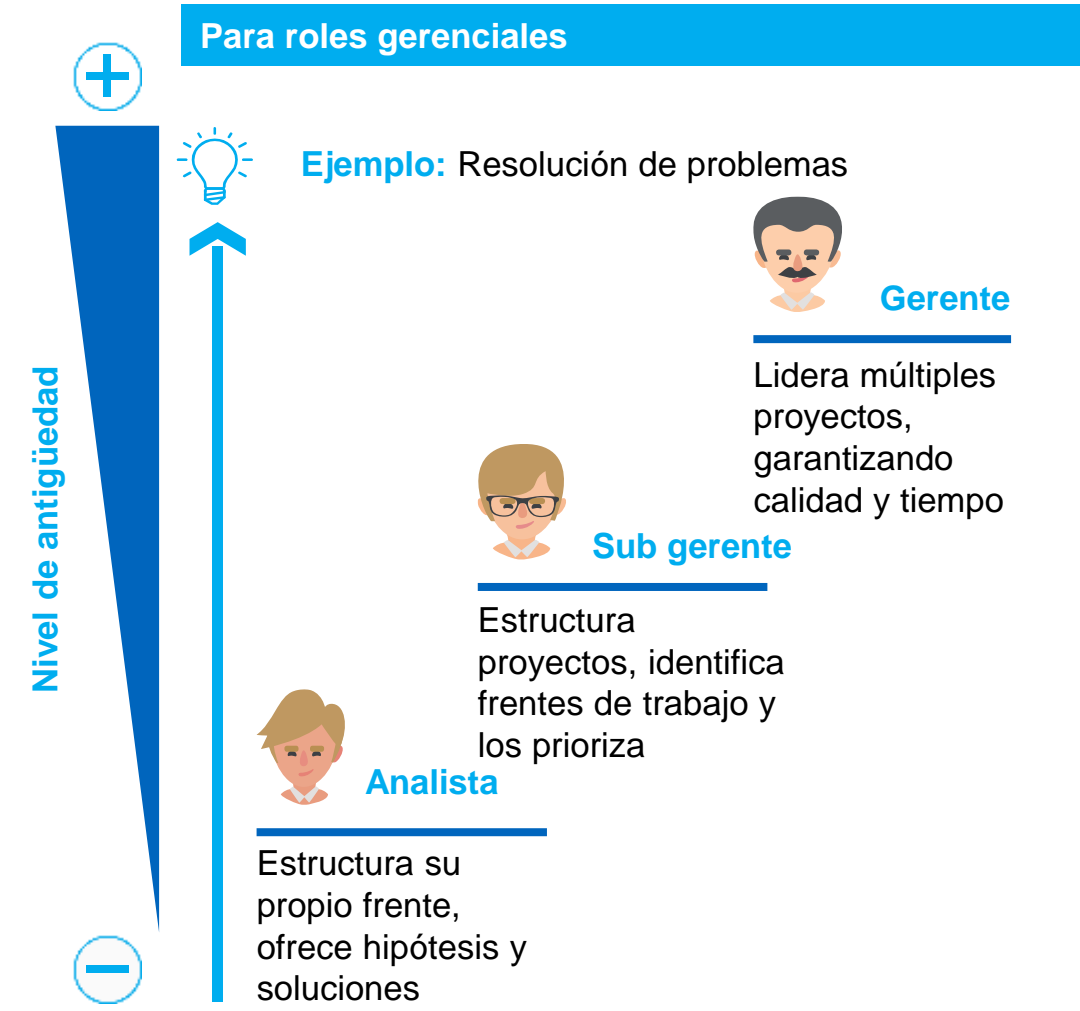 Para roles gerenciales
Ejemplo: Resolución de problemas
Nivel de antigüedad
Gerente
Lidera múltiples
proyectos,
garantizando
calidad y tiempo
Sub gerente
Estructura
proyectos, identifica
frentes de trabajo y
los prioriza
Analista
Estructura su
propio frente,
ofrece hipótesis y
soluciones